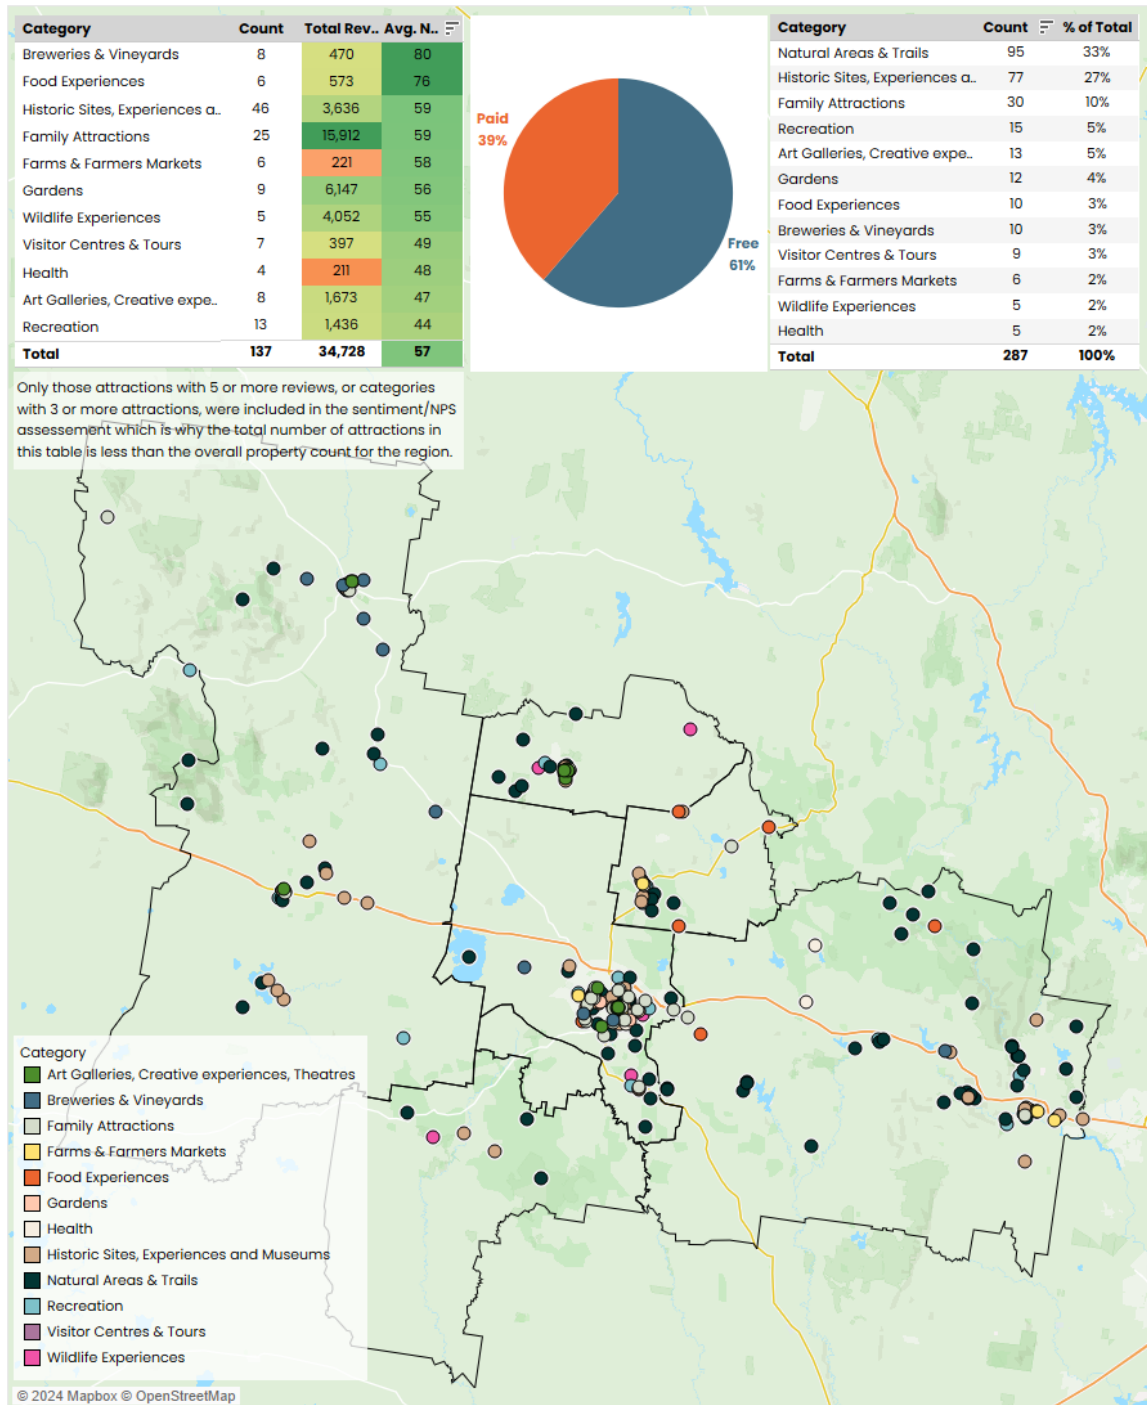 Category Count Total Rev.. Avg. N..
Breweries & Vineyards 8 470 80
Food Experiences 6 573 76
Historic Sites, Experiences a.. 46 3,636 59
Family Attractions 25 15,912 59
Farms & Farmers Markets 6 221 58
Gardens 9 6,147 56
Wildlife Experiences 5 4,052 55
Visitor Centres & Tours 7 397 49
Health 4 211 48
Art Galleries, Creative expe.. 8 1,673 47
Recreation 13 1,436 44
Total 137 34,728 57
Paid
39%
Free
61%
Category Count % of Total
Natural Areas & Trails 95 33%
Historic Sites, Experiences a.. 77 27%
Family Attractions 30 10%
Recreation 15 5%
Art Galleries, Creative expe.. 13 5%
Gardens 12 4%
Food Experiences 10 3%
Breweries & Vineyards 10 3%
Visitor Centres & Tours 9 3%
Farms & Farmers Markets 6 2%
Wildlife Experiences 5 2%
Health 5 2%
Total 287 100%
Only those attractions with 5 or more reviews, or categories
with 3 or more attractions, were included in the sentiment/NPS
assessement which is why the total number of attractions in
this table is less than the overall property count for the region.
Category
Art Galleries, Creative experiences, Theatres
Breweries & Vineyards
Family Attractions
Farms & Farmers Markets
Food Experiences
Gardens
Health
Historic Sites, Experiences and Museums
Natural Areas & Trails
Recreation
Visitor Centres & Tours
Wildlife Experiences
© 2024 Mapbox © OpenStreetMap